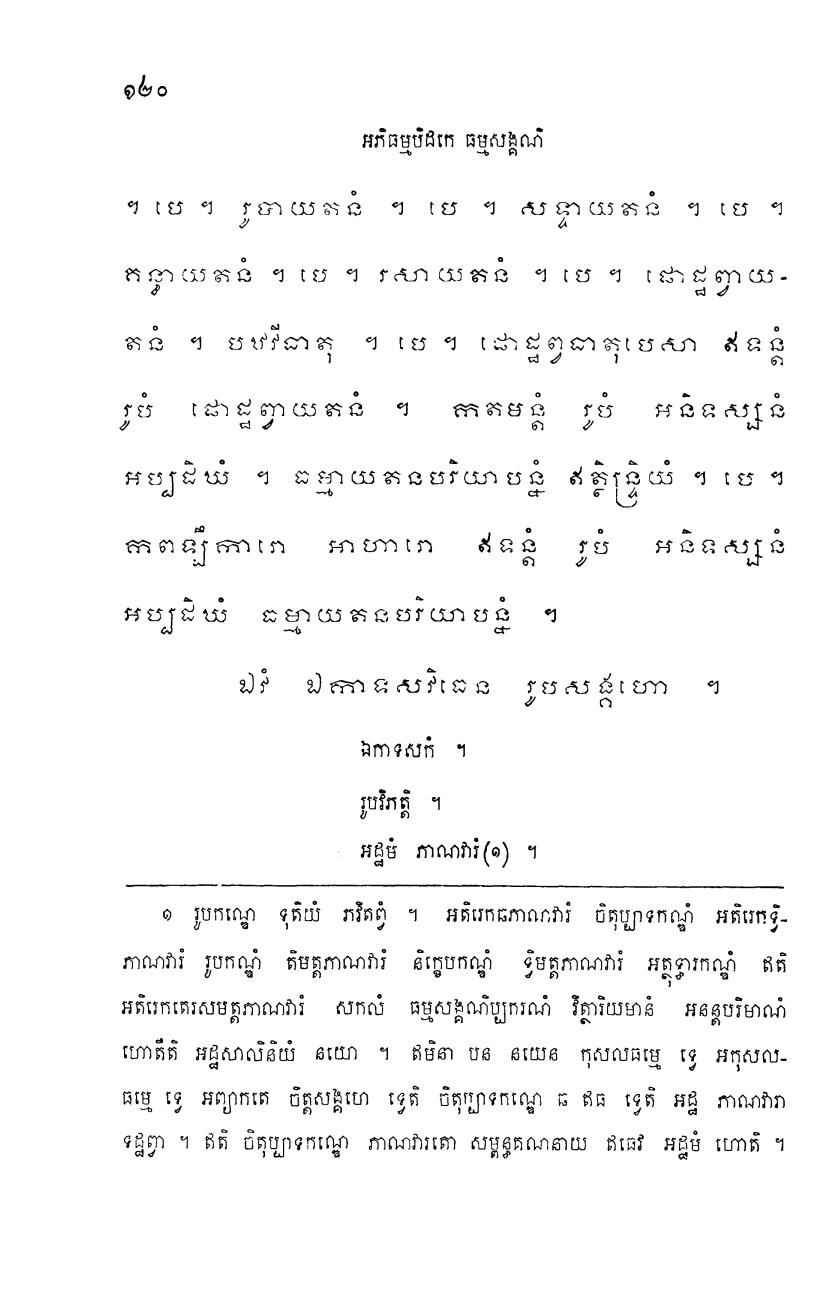 ១២០
អភិធម្មបិដកេ ធម្មសង្គណិ
។ បេ ។ រូបាយតនំ ។ បេ ។ សទ្ទាយតនំ ។ បេ ។
គន្ធាយតនំ ។ បេ ។ រសាយតនំ ។ បេ ។ ផោដ្ឋព្វាយ-
តនំ ។ បឋវីធាតុ ។ បេ ។ ផោដ្ឋព្វធាតុបេសា ឥទន្តំ
រូបំ ផោដ្ឋព្វាយតនំ ។ កតមន្តំ រូបំ អនិទស្សនំ
អប្បដិឃំ ។ ធម្មាយតនបរិយាបន្នំ ឥត្ថិន្ទ្រិយំ ។ បេ ។
កពឡីការោ អាហារោ ឥទន្តំ រូបំ អនិទស្សនំ
អប្បដិឃំ ធម្មាយតនបរិយាបន្នំ ។
ឯវំ ឯកាទសវិធេន រូបសង្គហោ ។
ឯកាទសកំ ។
រូបវិភត្តិ ។
អដ្ឋមំ ភាណវារំ(១) ។
១ រូបកណ្ឌេ ទុតិយំ ភវិតព្វំ ។ អតិរេកឆភាណវារំ ចិតុប្បាទកណ្ឌំ អតិរេកទ្វិ-
ភាណវារំ រូបកណ្ឌំ តិមត្តភាណវារំ និក្ខេបកណ្ឌំ ទ្វិមត្តភាណវារំ អត្ថុទ្ធារកណ្ឌំ ឥតិ
អតិរេកតេរសមត្តភាណវារំ សកលំ ធម្មសង្គណិប្បករណំ វិត្ថារិយមានំ អនន្តបរិមាណំ
ហោតីតិ អដ្ឋសាលិនិយំ នយោ ។ ឥមិនា បន នយេន កុសលធម្មេ ទ្វេ អកុសល-
ធម្មេ ទ្វេ អព្យាកតេ ចិត្តសង្គហេ ទ្វេតិ ចិតុប្បាទកណ្ឌេ ឆ ឥធ ទ្វេតិ អដ្ឋ ភាណវារា
ទដ្ឋព្វា ។ ឥតិ ចិតុប្បាទកណ្ឌេ ភាណវារតោ សម្ពន្ធគណនាយ ឥធេវ អដ្ឋមំ ហោតិ ។